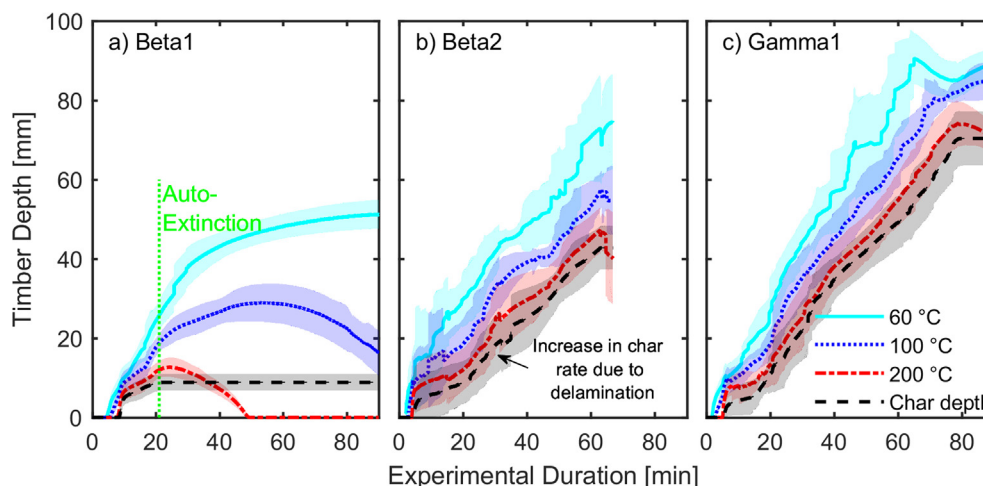 a) Beta1
b) Beta2
c) Gamma1
Timber Depth [mm]
100
80
60
40
20
0
Auto-
Extinction
Increase in char
rate due to
delamination
60 °C
100 °C
200 °C
Char depth
0 20 40 60 80
0 20 40 60 80
0 20 40 60 80
Experimental Duration [min]